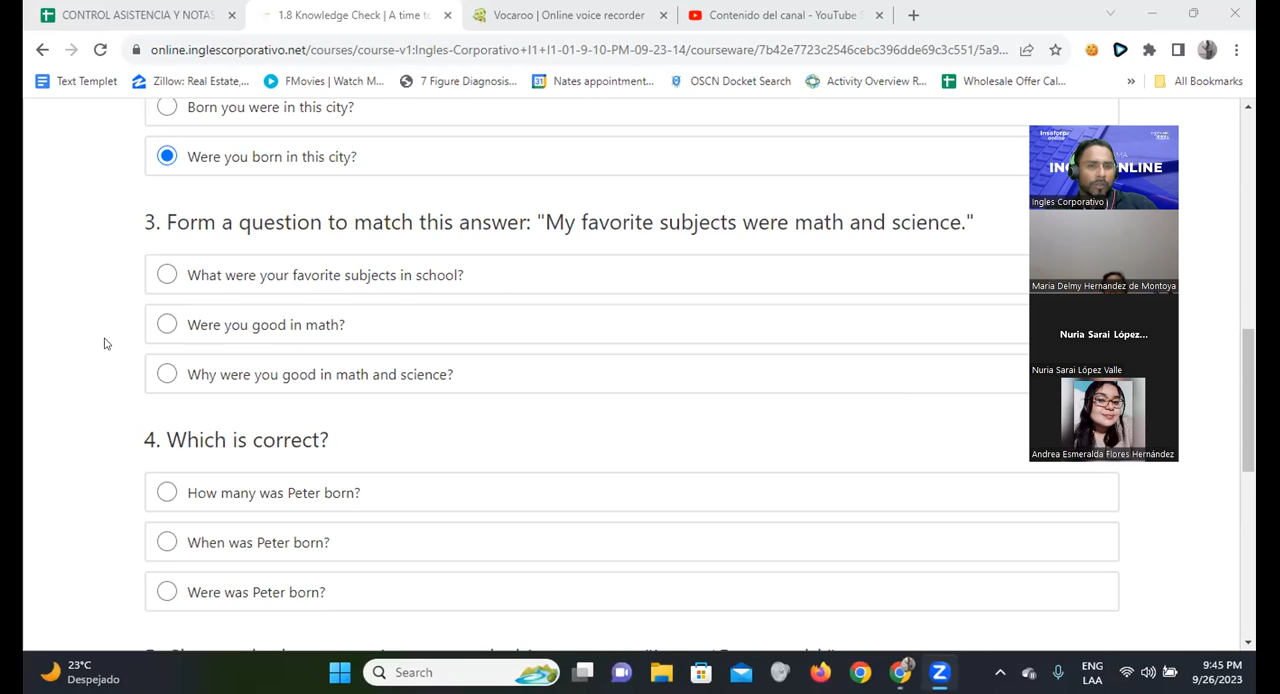 CONTROL ASISTENCIA Y NOTAS
1.8 Knowledge Check | A time to
Vocaroo | Online voice recorder
Contenido del canal - YouTube S
online.inglescorporativo.net/courses/course-v1:Ingles-Corporativo+I1+I1-01-9-10-PM-09-23-14/courseware/7b42e7723c2546cebc396dde69c3c551/5a9...
Text Templet
Zillow: Real Estate,...
FMovies | Watch M...
7 Figure Diagnosis...
Nates appointment...
OSCN Docket Search
Activity Overview R...
Wholesale Offer Cal...
»
All Bookmarks
Born you were in this city?
Were you born in this city?
3. Form a question to match this answer: "My favorite subjects were math and science."
What were your favorite subjects in school?
Were you good in math?
Why were you good in math and science?
4. Which is correct?
How many was Peter born?
When was Peter born?
Were was Peter born?
Ingles Corporativo
María Delmy Hernandez de Montoya
Nuria Sarai López...
Nuria Sarai López Valle
Andrea Esmeralda Flores Hernández
23°C
Despejado
Search
ENG
LAA
9:45 PM
9/26/2023